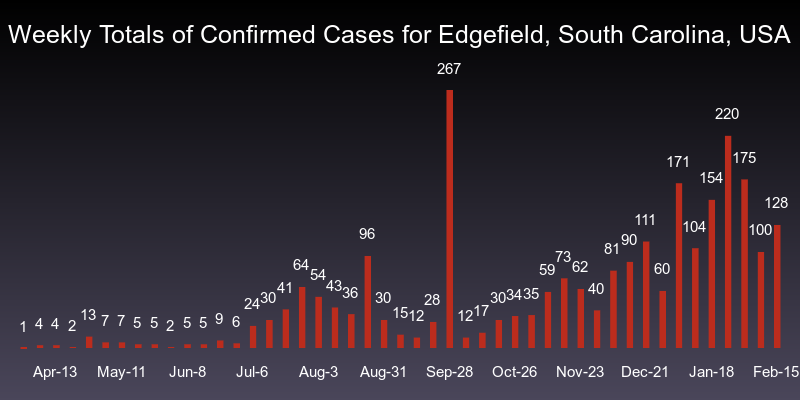 Weekly Totals of Confirmed Cases for Edgefield, South Carolina, USA
1 4 4 2 13 7 7 5 5 2 5 5 9 6 24 30 41 64 54 43 36 96 30 15 12 28 267 12 17 30 34 35 59 73 62 40 81 90 111 60 171 104 154 220 175 100 128
Apr-13 May-11 Jun-8 Jul-6 Aug-3 Aug-31 Sep-28 Oct-26 Nov-23 Dec-21 Jan-18 Feb-15